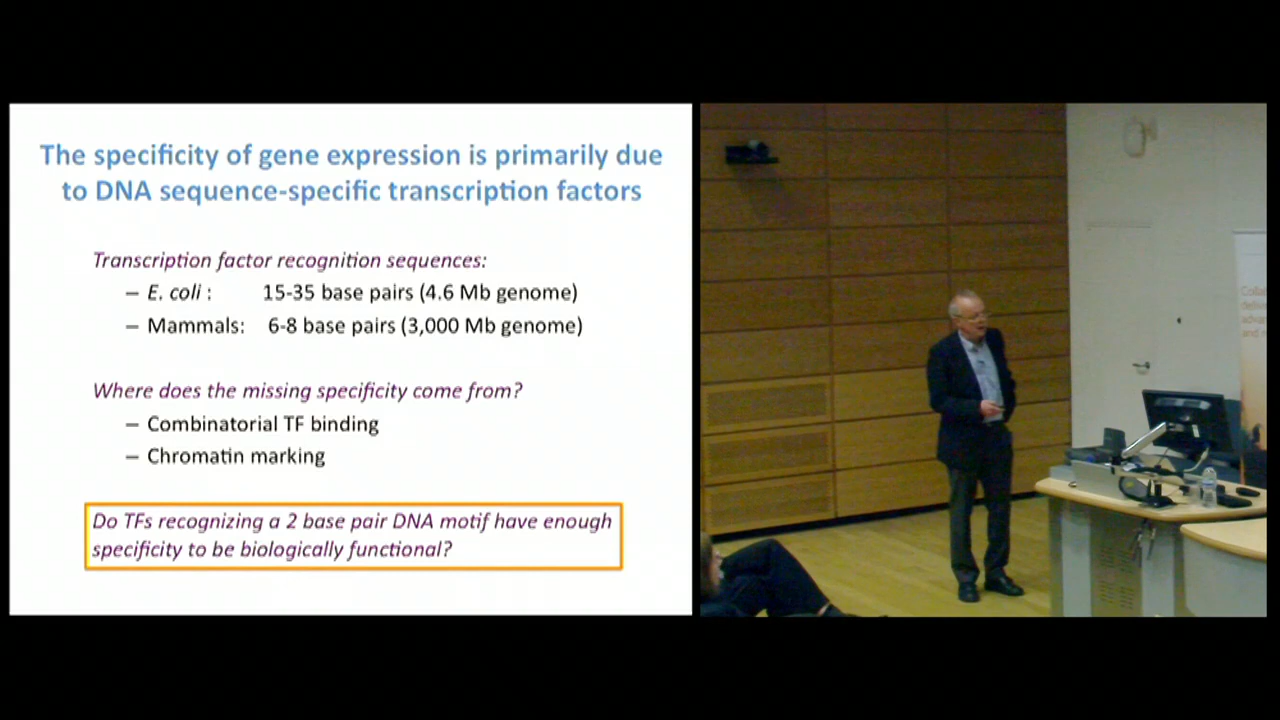 The specificity of gene expression is primarily due
to DNA sequence-specific transcription factors
Transcription factor recognition sequences:
– E. coli : 15-35 base pairs (4.6 Mb genome)
– Mammals: 6-8 base pairs (3,000 Mb genome)
Where does the missing specificity come from?
– Combinatorial TF binding
– Chromatin marking
Do TFs recognizing a 2 base pair DNA motif have enough
specificity to be biologically functional?